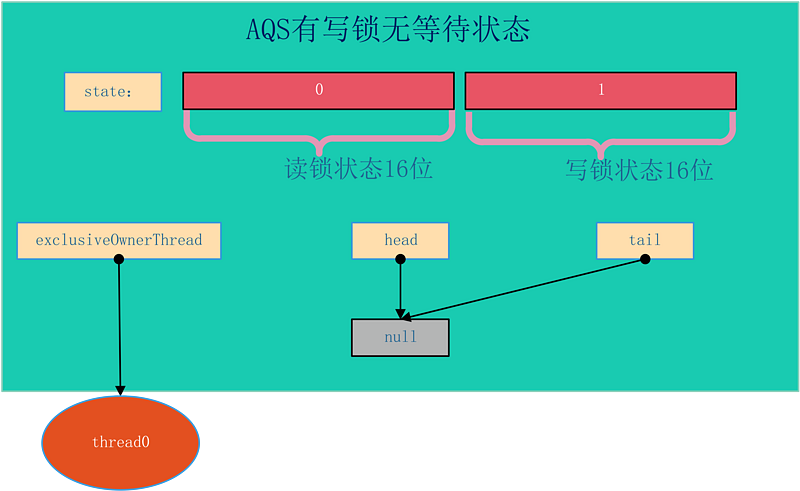 AQS有写锁无等待状态
state:
0
1
读锁状态16位
写锁状态16位
exclusiveOwnerThread
head
tail
null
thread0